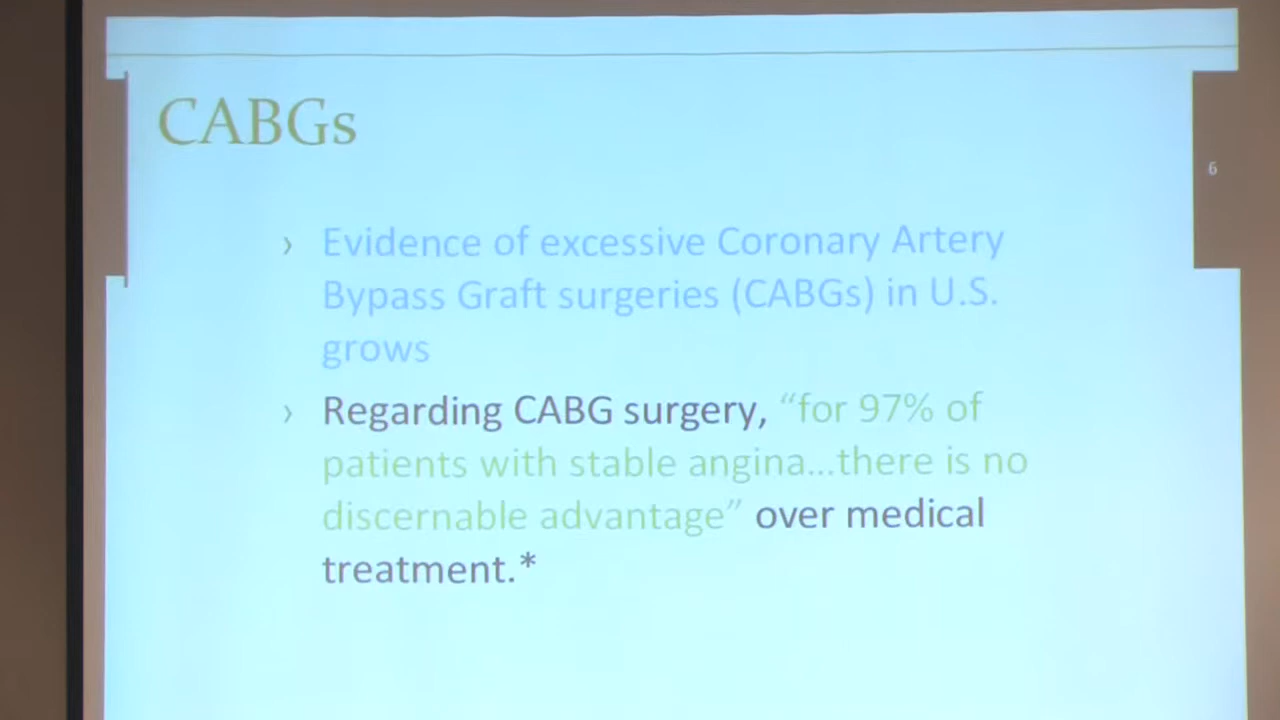 CABGs
6
› Evidence of excessive Coronary Artery
Bypass Graft surgeries (CABGs) in U.S.
grows
› Regarding CABG surgery, “for 97% of
patients with stable angina...there is no
discernable advantage” over medical
treatment.*